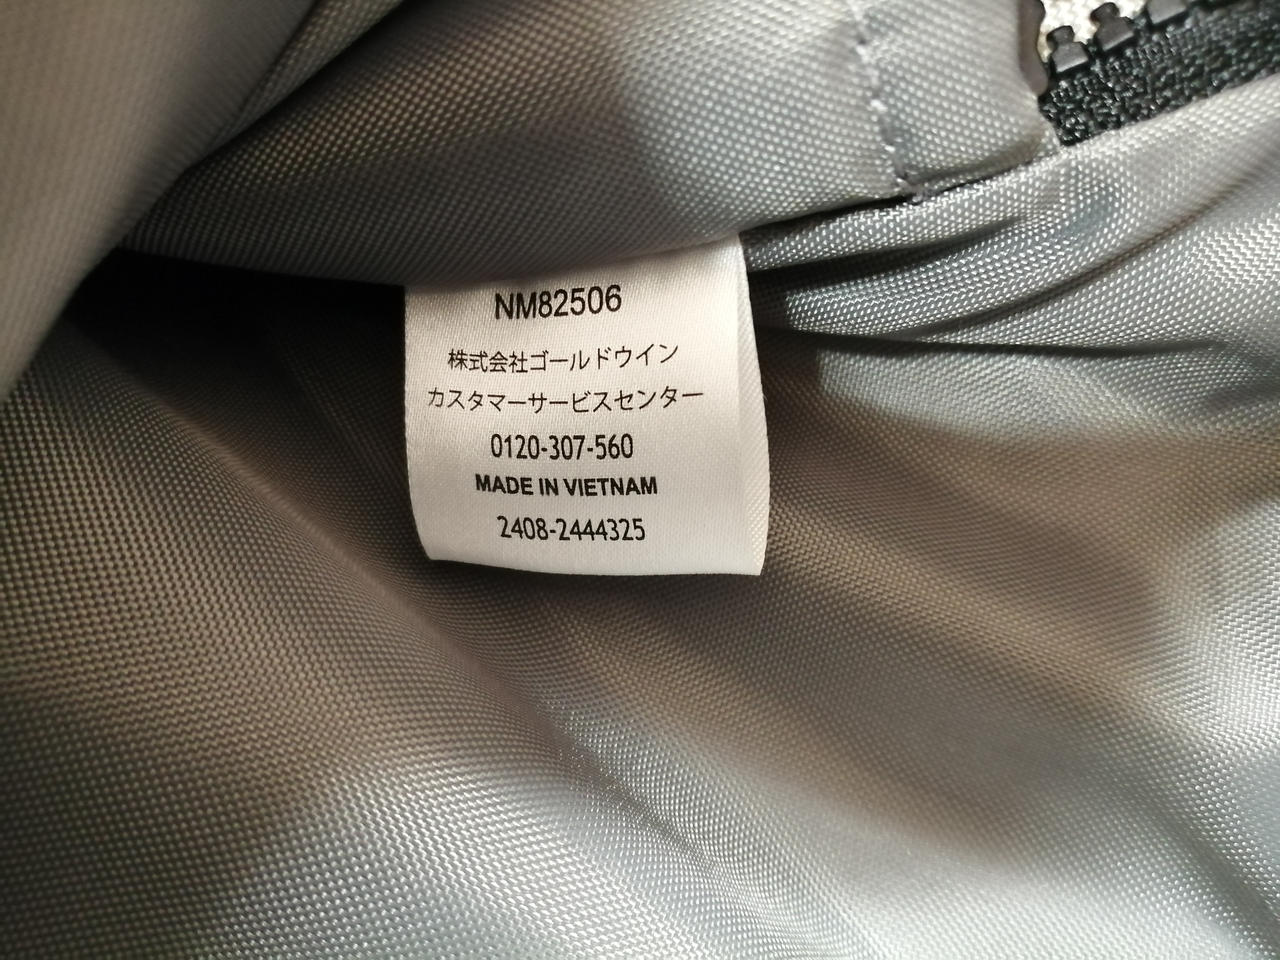 NM82506
株式会社ゴールドウイン
カスタマーサービスセンター
0120-307-560
MADE IN VIETNAM
2408-2444325